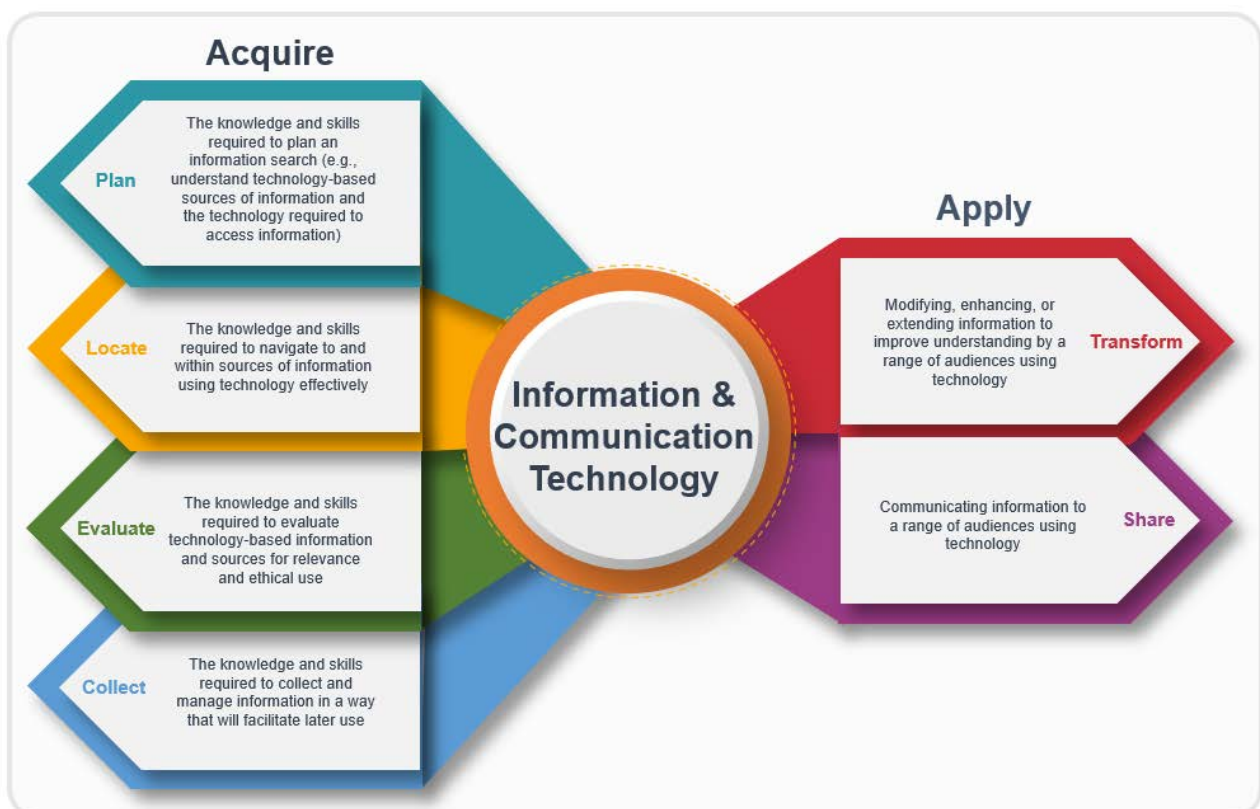 Acquire
Plan
The knowledge and skills
required to plan an
information search (e.g.,
understand technology-based
sources of information and
the technology required to
access information)
Locate
The knowledge and skills
required to navigate to and
within sources of information
using technology effectively
Evaluate
The knowledge and skills
required to evaluate
technology-based information
and sources for relevance
and ethical use
Collect
The knowledge and skills
required to collect and
manage information in a way
that will facilitate later use
Information &
Communication
Technology
Apply
Modifying, enhancing, or
extending information to
improve understanding by a
range of audiences using
technology
Transform
Communicating information to
a range of audiences using
technology
Share